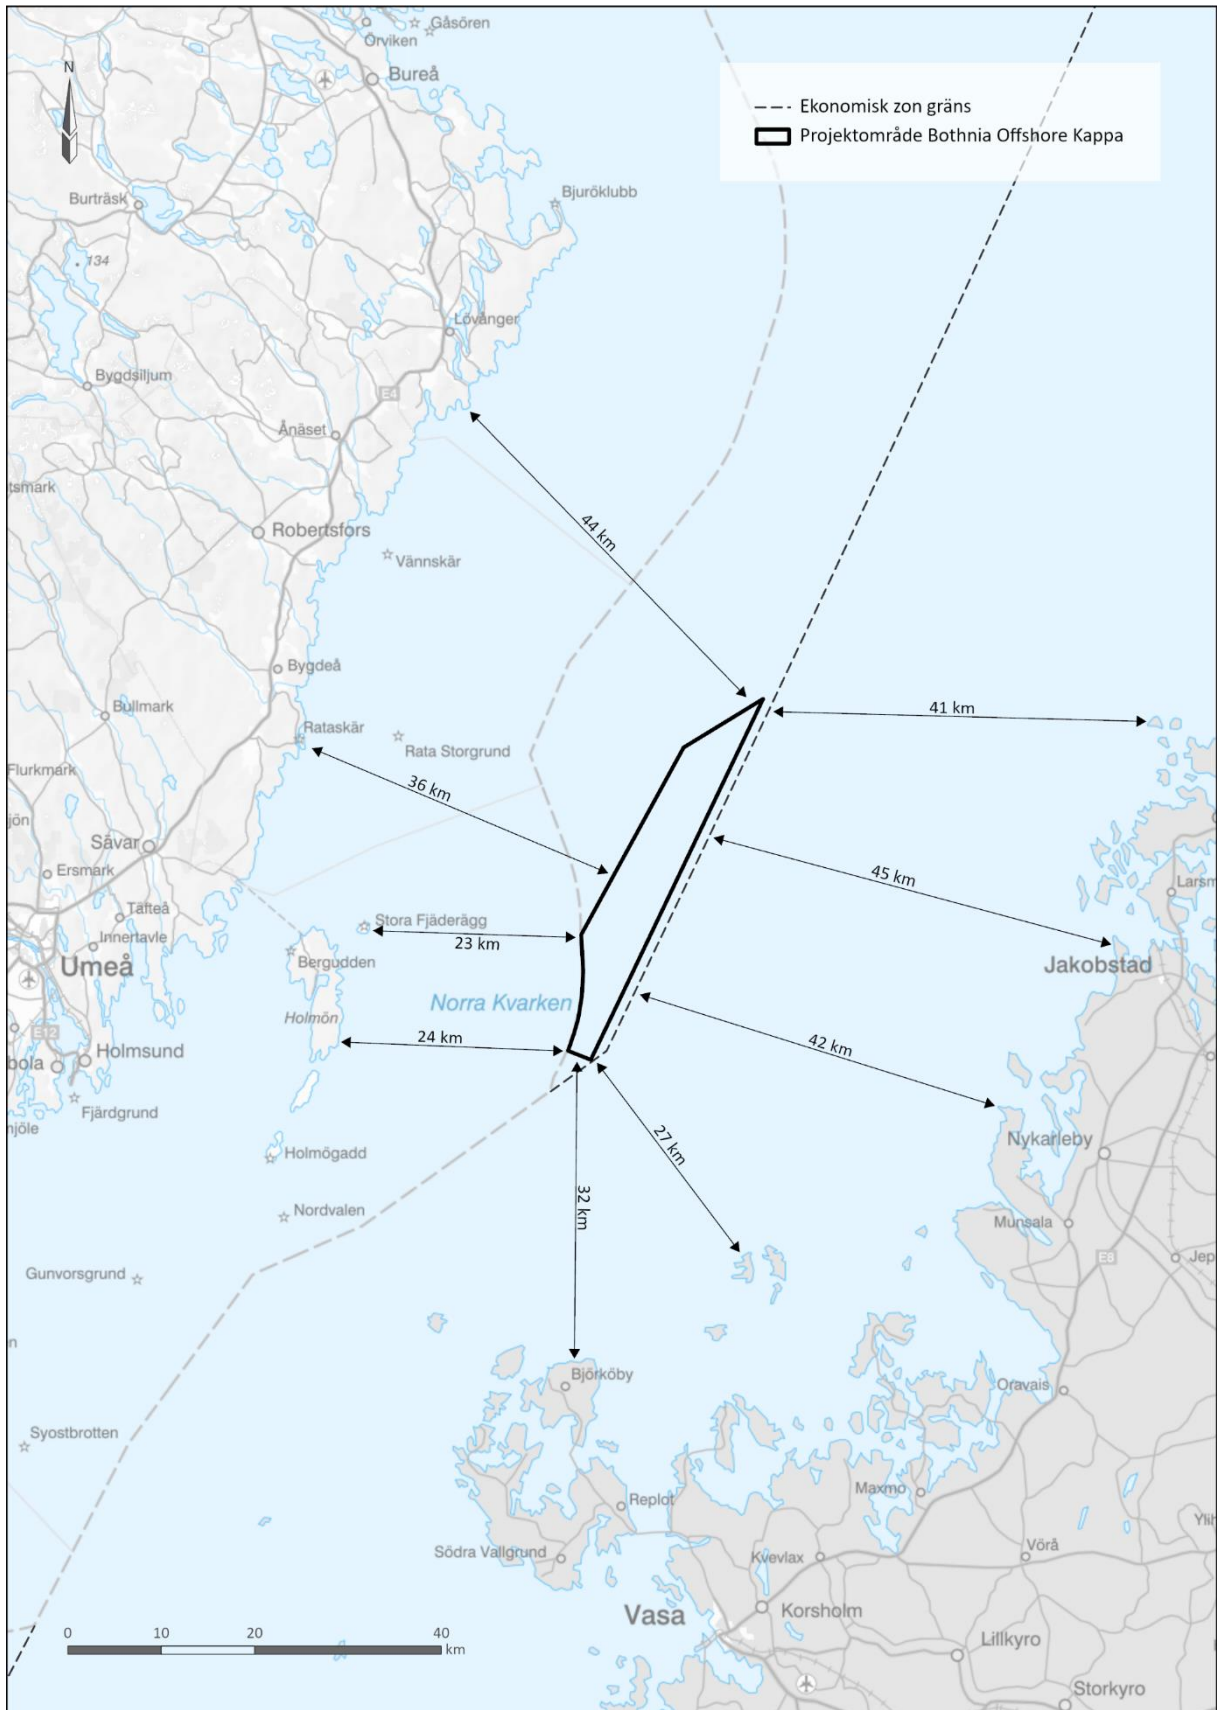 Gåsören
Örviken
Bureå
N
Ekonomisk zon gräns
Projektområde Bothnia Offshore Kappa
Burträsk
Bjuröklubb
134
Lövånger
Bygdsiljum
E4
Ånäset
tsmark
44 km
Robertsfors
Vännskär
Bygdeå
Bullmark
Rataskär
41 km
Rata Storgrund
Flurkmark
36 km
jön
Sävar
Ersmark
45 km
Larsm
Täfteå
Stora Fjäderägg
Innertavle
23 km
Umeå
Bergudden
Jakobstad
Norra Kvarken
Holmön
E12
24 km
42 km
Holmsund
bola
Fjärdgrund
njöle
27 km
Nykarleby
Holmögadd
32 km
Nordvalen
Munsala
E8
Jep
Gunvorsgrund
n
Björköby
Oravais
Syostbrotten
Maxmo
Replot
Ylih
Södra Vallgrund
Kvevlax
Vörå
Vasa
Korsholm
0 20 40
km
10
Lillkyro
Storkyro